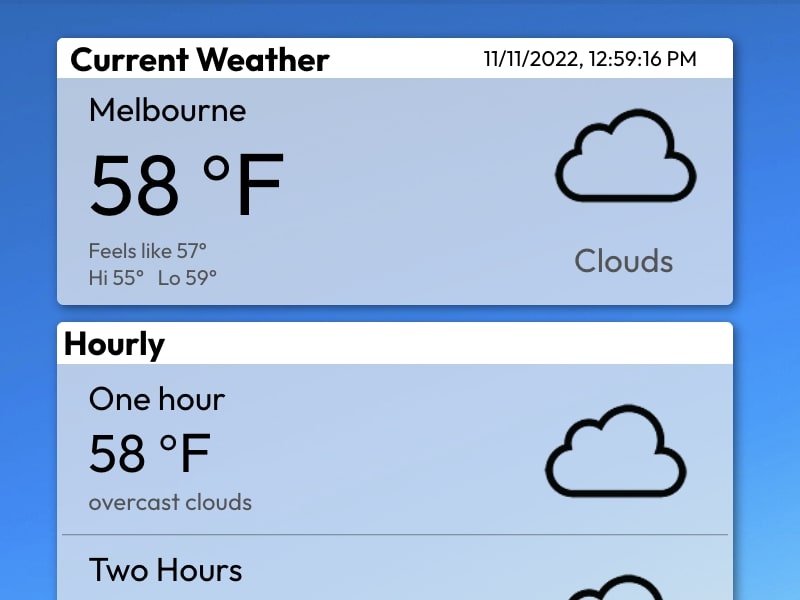 Current Weather 11/11/2022, 12:59:16 PM
Melbourne
58 °F
Feels like 57°
Hi 55° Lo 59°
Clouds
Hourly
One hour
58 °F
overcast clouds
Two Hours